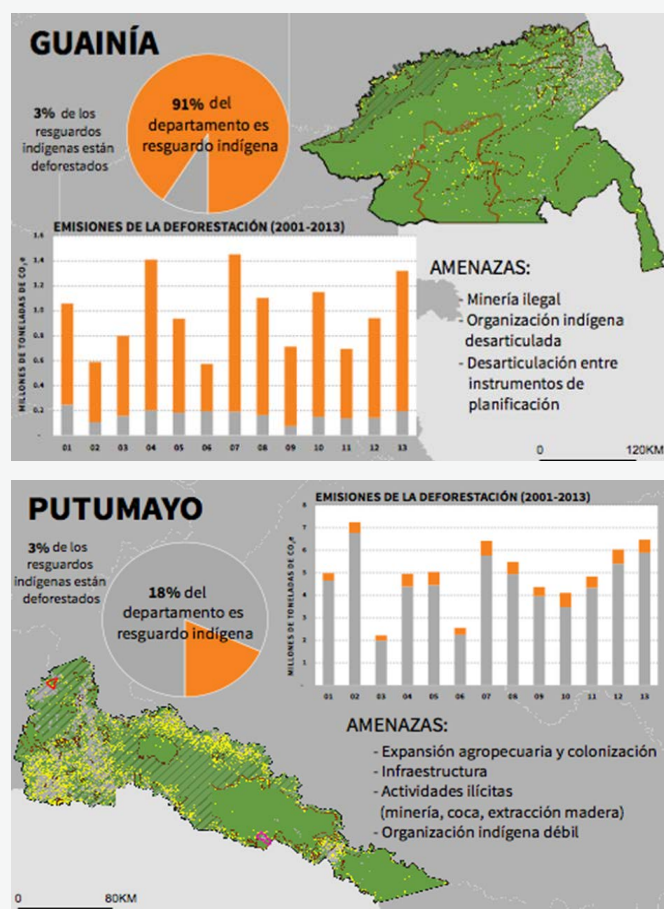 GUAINÍA
3% de los
resguardos
indígenas están
deforestados
91% del
departamento es
resguardo indígena
EMISIONES DE LA DEFORESTACIÓN (2001-2013)
MILLONES DE TONELADAS DE CO₂e
1.6
1.4
1.2
1.0
0.8
0.6
0.4
0.2
-
01 02 03 04 05 06 07 08 09 10 11 12 13
AMENAZAS:
- Minería ilegal
- Organización indígena
desarticulada
- Desarticulación entre
instrumentos de
planificación
0 120KM
PUTUMAYO
3% de los
resguardos
indígenas están
deforestados
18% del
departamento es
resguardo indígena
EMISIONES DE LA DEFORESTACIÓN (2001-2013)
MILLONES DE TONELADAS DE CO₂e
8
7
6
5
4
3
2
1
-
01 02 03 04 05 06 07 08 09 10 11 12 13
AMENAZAS:
- Expansión agropecuaria y colonización
- Infraestructura
- Actividades ilícitas
(minería, coca, extracción madera)
- Organización indígena débil
0 80KM